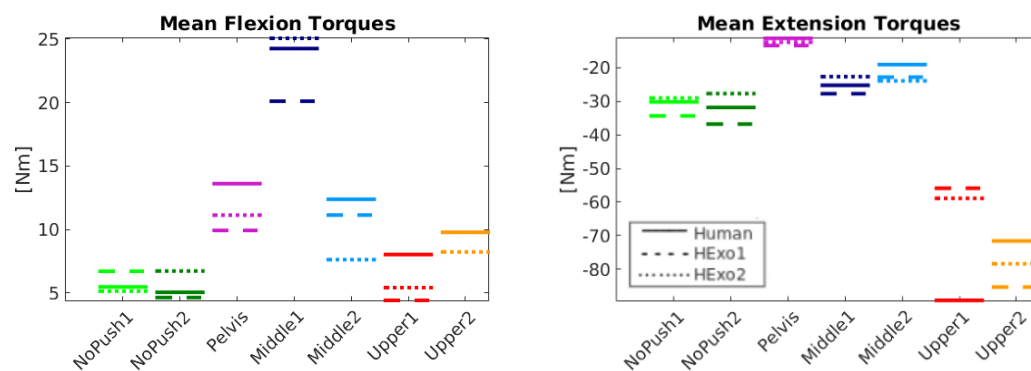 Mean Flexion Torques
25
20
15
10
5
[Nm]
NoPush1
NoPush2
Pelvis
Middle1
Middle2
Upper1
Upper2
Mean Extension Torques
-20
-30
-40
-50
-60
-70
-80
[Nm]
Human
HExo1
HExo2
NoPush1
NoPush2
Pelvis
Middle1
Middle2
Upper1
Upper2